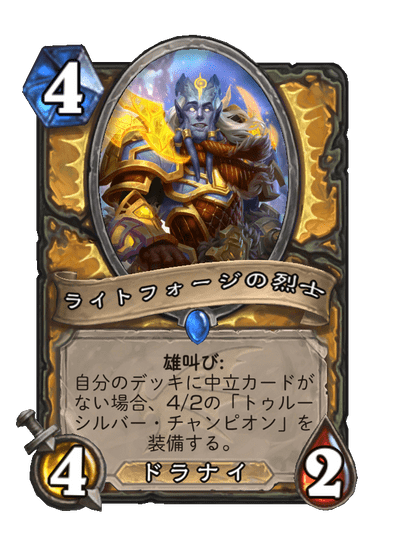 4
ライトフォージの烈士
雄叫び:
自分のデッキに中立カードが
ない場合、4/2の「トゥルー
シルバー・チャンピオン」を
装備する。
4
ドラナイ
2